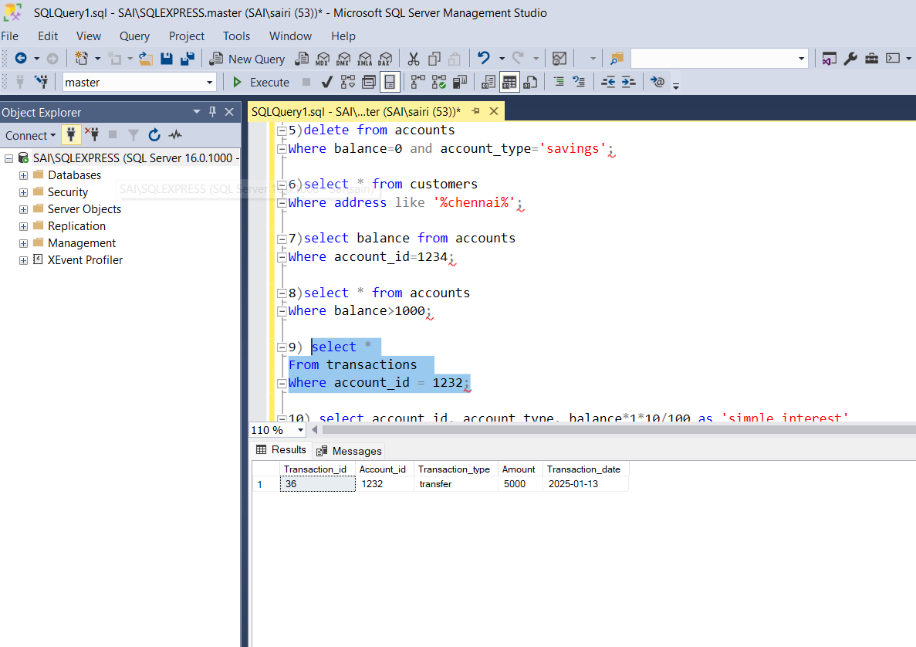 SQLQuery1.sql - SAI\SQLEXPRESS.master (SAI\sairi (53))* - Microsoft SQL Server Management Studio
File Edit View Query Project Tools Window Help
New Query MDX DMX XMLA DAX
master Execute
Object Explorer
SQLQuery1.sql - SAI\...ter (SAI\sairi (53))*
Connect
SAI\SQLEXPRESS (SQL Server 16.0.1000 -
Databases
Security
Server Objects
Replication
Management
XEvent Profiler
5)delete from accounts
Where balance=0 and account_type='savings';
6)select * from customers
Where address like '%chennai%';
7)select balance from accounts
Where account_id=1234;
8)select * from accounts
Where balance>1000;
9) select *
From transactions
Where account_id = 1232;
10) select account_id, account_type, balance*1*10/100 as 'simple interest'
110 %
Results Messages
Transaction_id Account_id Transaction_type Amount Transaction_date
1 36 1232 transfer 5000 2025-01-13